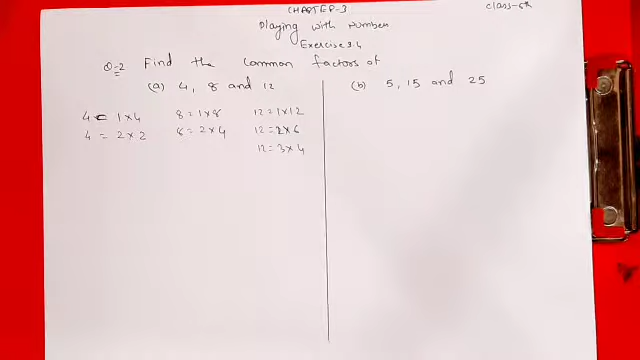 CHAPTER-3
class-6th
Playing with Number
Exercise 3.4
Q-2 Find the common factors of
(a) 4, 8 and 12
(b) 5, 15 and 25
4 = 1×4
8 = 1×8
12 = 1×12
4 = 2×2
8 = 2×4
12 = 2×6
12 = 3×4